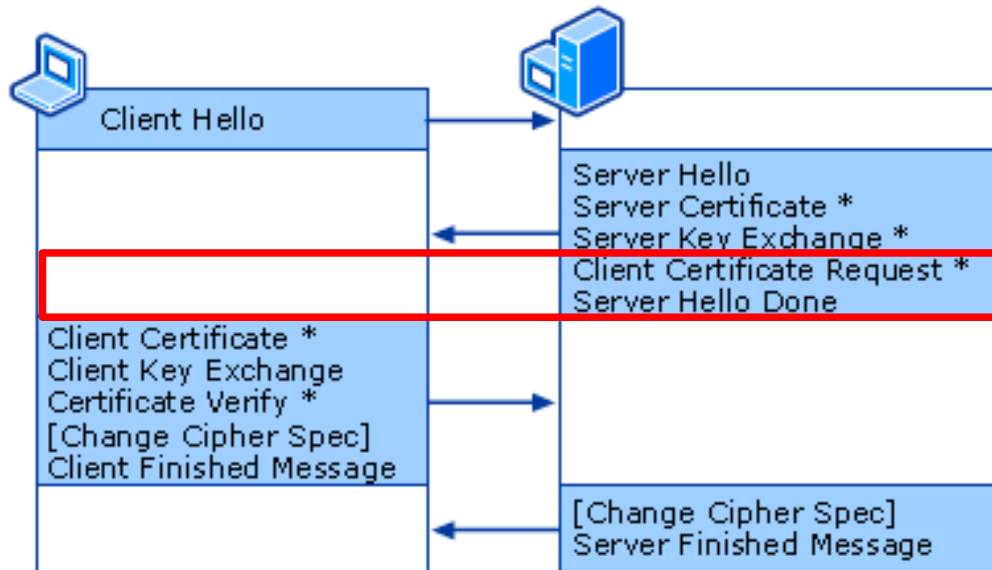 Client Hello
Server Hello
Server Certificate *
Server Key Exchange *
Client Certificate Request *
Server Hello Done
Client Certificate *
Client Key Exchange
Certificate Verify *
[Change Cipher Spec]
Client Finished Message
[Change Cipher Spec]
Server Finished Message